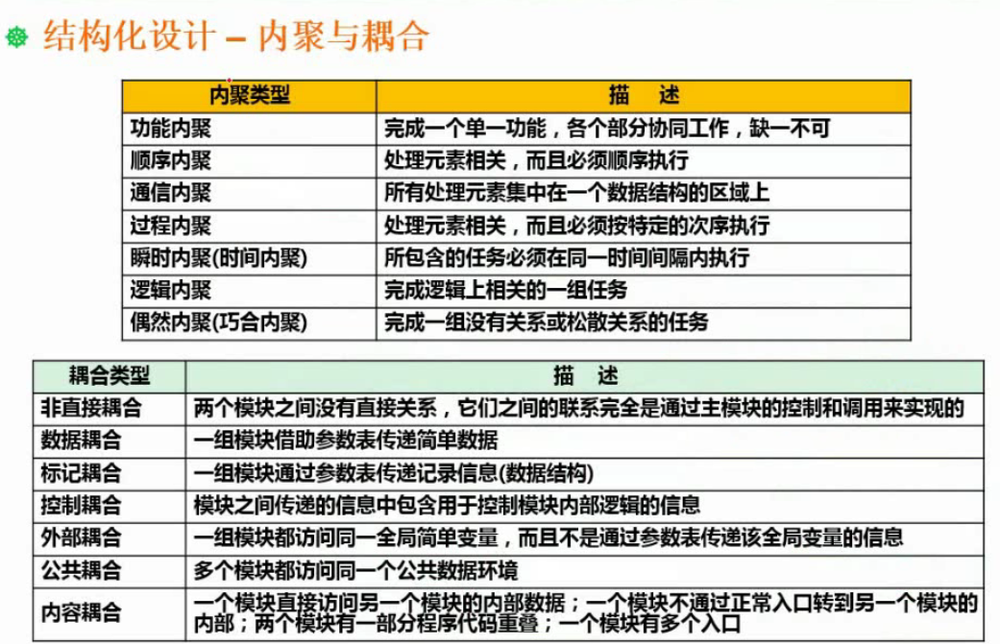 结构化设计 – 内聚与耦合
内聚类型 描 述
功能内聚 完成一个单一功能，各个部分协同工作，缺一不可
顺序内聚 处理元素相关，而且必须顺序执行
通信内聚 所有处理元素集中在一个数据结构的区域上
过程内聚 处理元素相关，而且必须按特定的次序执行
瞬时内聚(时间内聚) 所包含的任务必须在同一时间间隔内执行
逻辑内聚 完成逻辑上相关的一组任务
偶然内聚(巧合内聚) 完成一组没有关系或松散关系的任务
耦合类型 描 述
非直接耦合 两个模块之间没有直接关系，它们之间的联系完全是通过主模块的控制和调用来实现的
数据耦合 一组模块借助参数表传递简单数据
标记耦合 一组模块通过参数表传递记录信息(数据结构)
控制耦合 模块之间传递的信息中包含用于控制模块内部逻辑的信息
外部耦合 一组模块都访问同一全局简单变量，而且不是通过参数表传递该全局变量的信息
公共耦合 多个模块都访问同一个公共数据环境
内容耦合 一个模块直接访问另一个模块的内部数据；一个模块不通过正常入口转到另一个模块的
内部；两个模块有一部分程序代码重叠；一个模块有多个入口